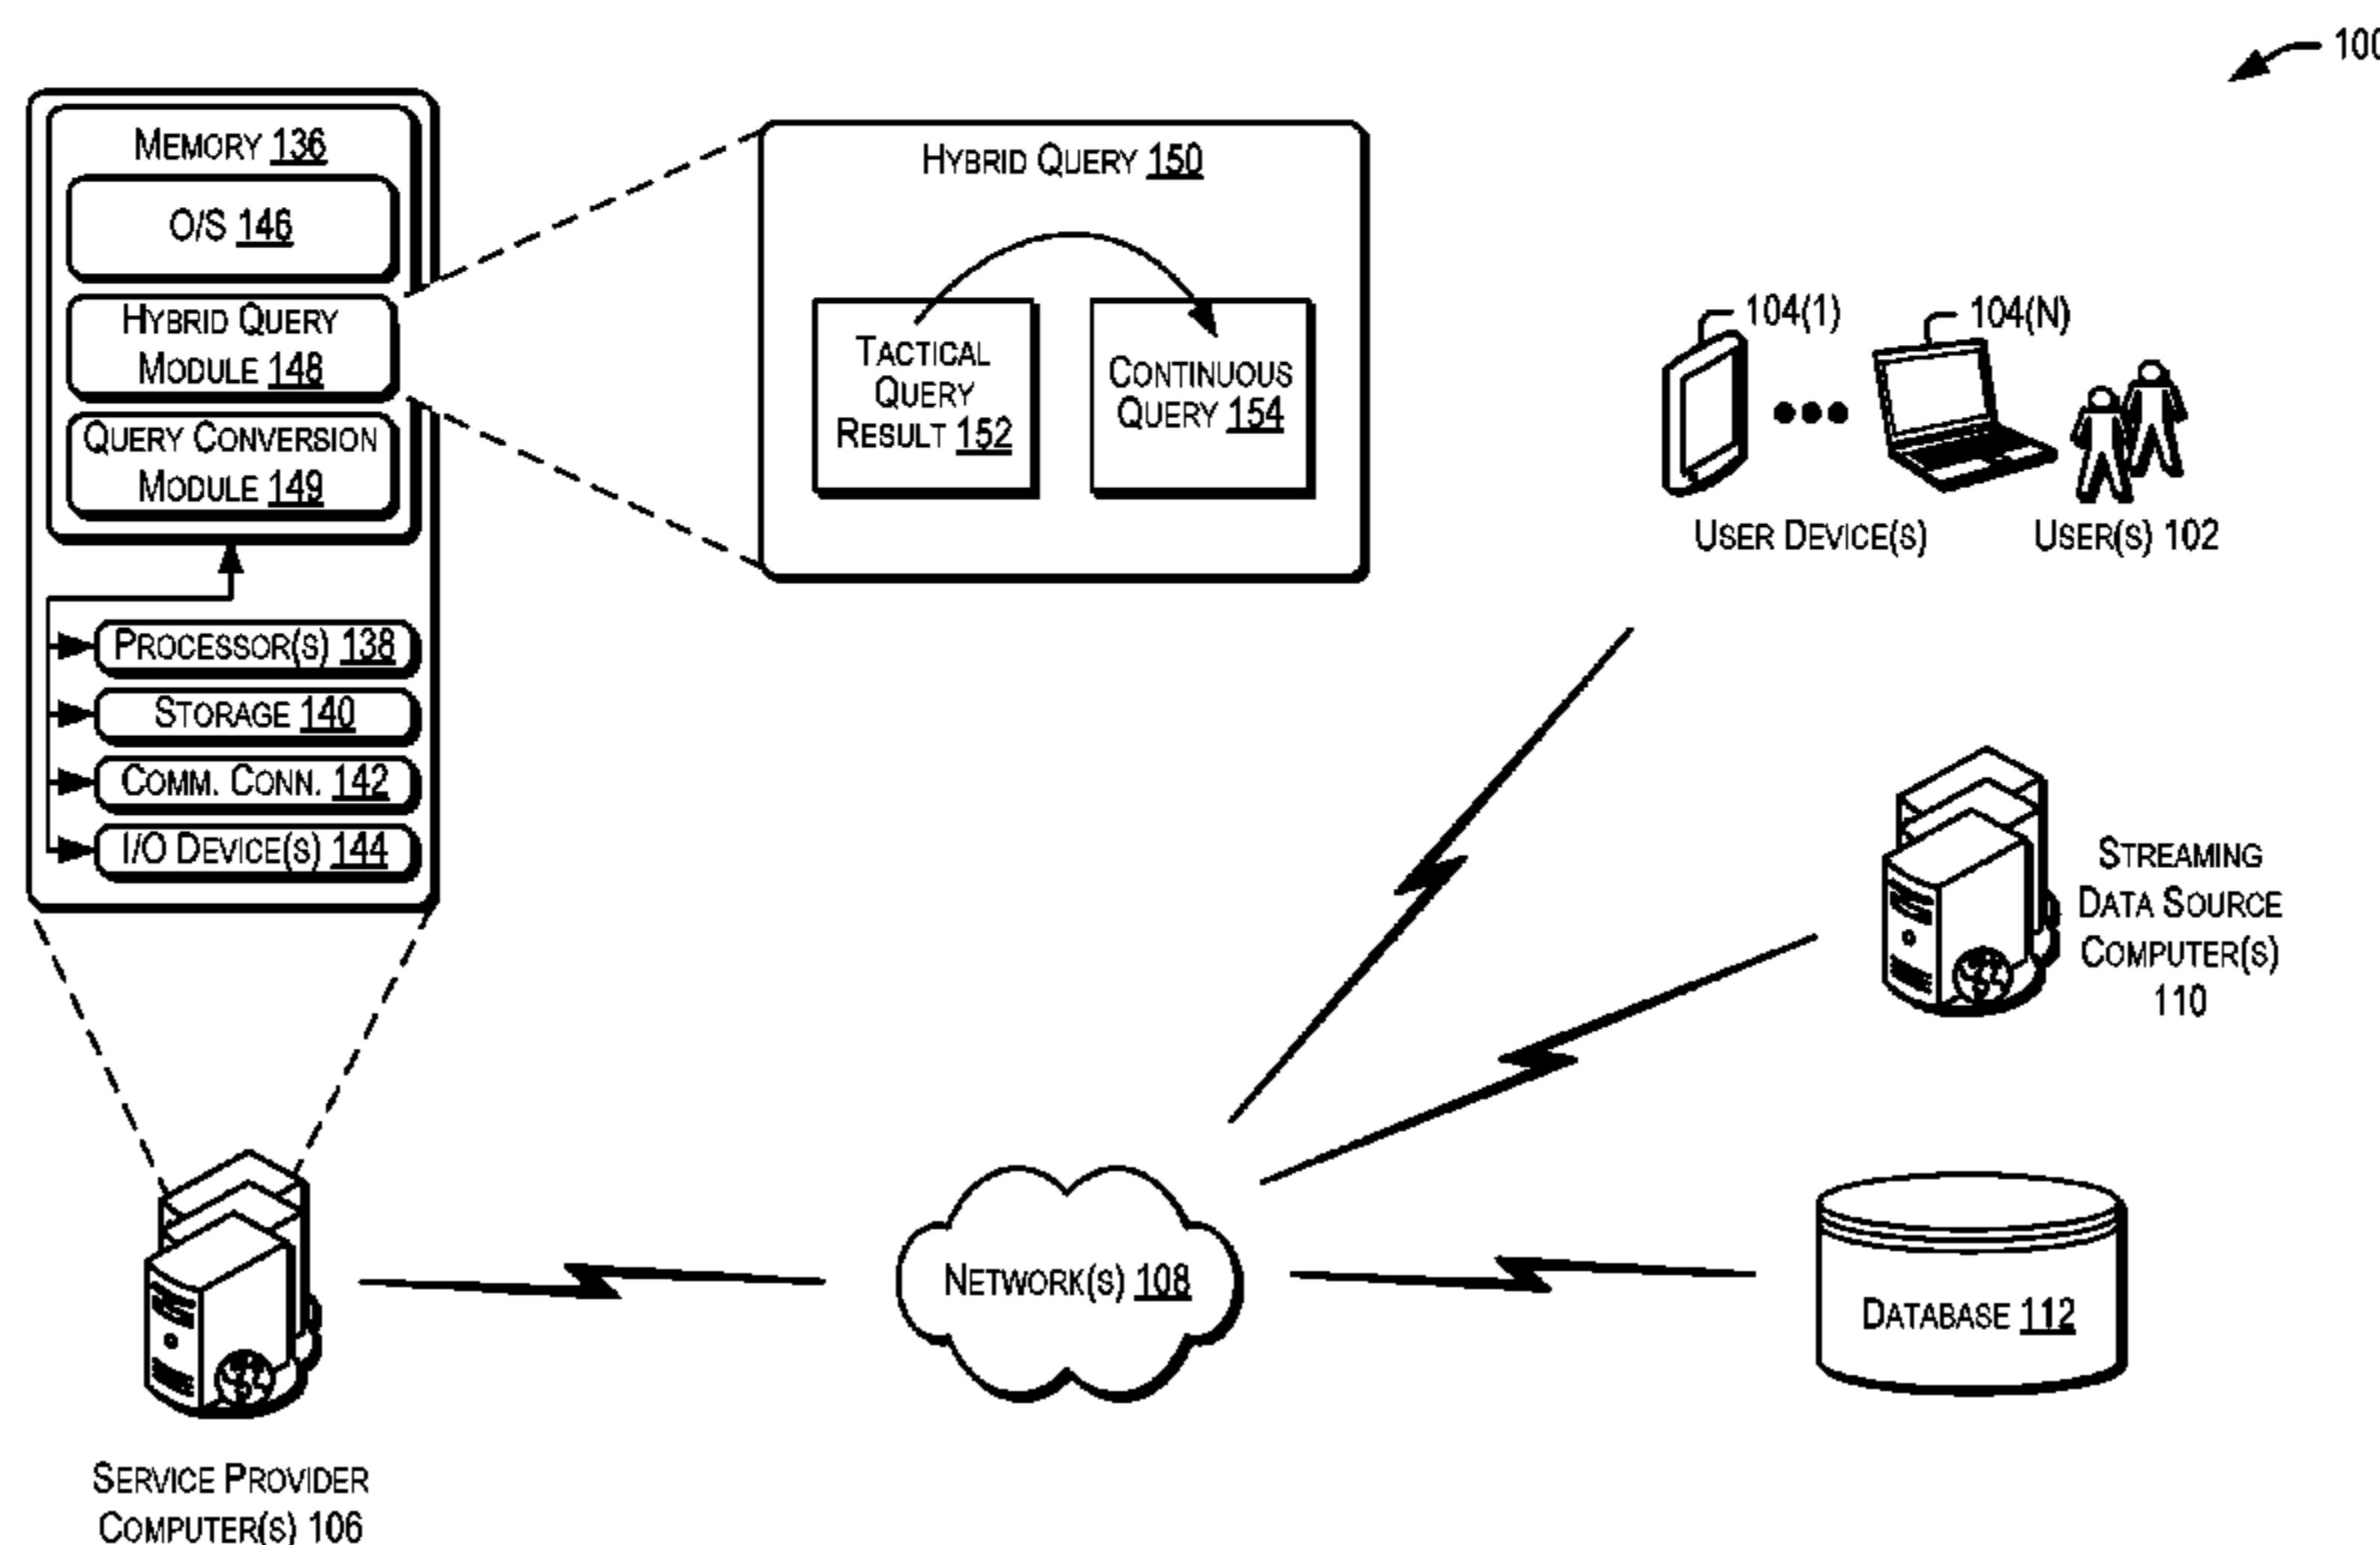 100
MEMORY 136
O/S 146
HYBRID QUERY
MODULE 148
QUERY CONVERSION
MODULE 149
PROCESSOR(S) 138
STORAGE 140
COMM. CONN. 142
I/O DEVICE(S) 144
HYBRID QUERY 150
TACTICAL
QUERY
RESULT 152
CONTINUOUS
QUERY 154
104(1)
104(N)
USER DEVICE(S)
USER(S) 102
STREAMING
DATA SOURCE
COMPUTER(S)
110
NETWORK(S) 108
DATABASE 112
SERVICE PROVIDER
COMPUTER(S) 106